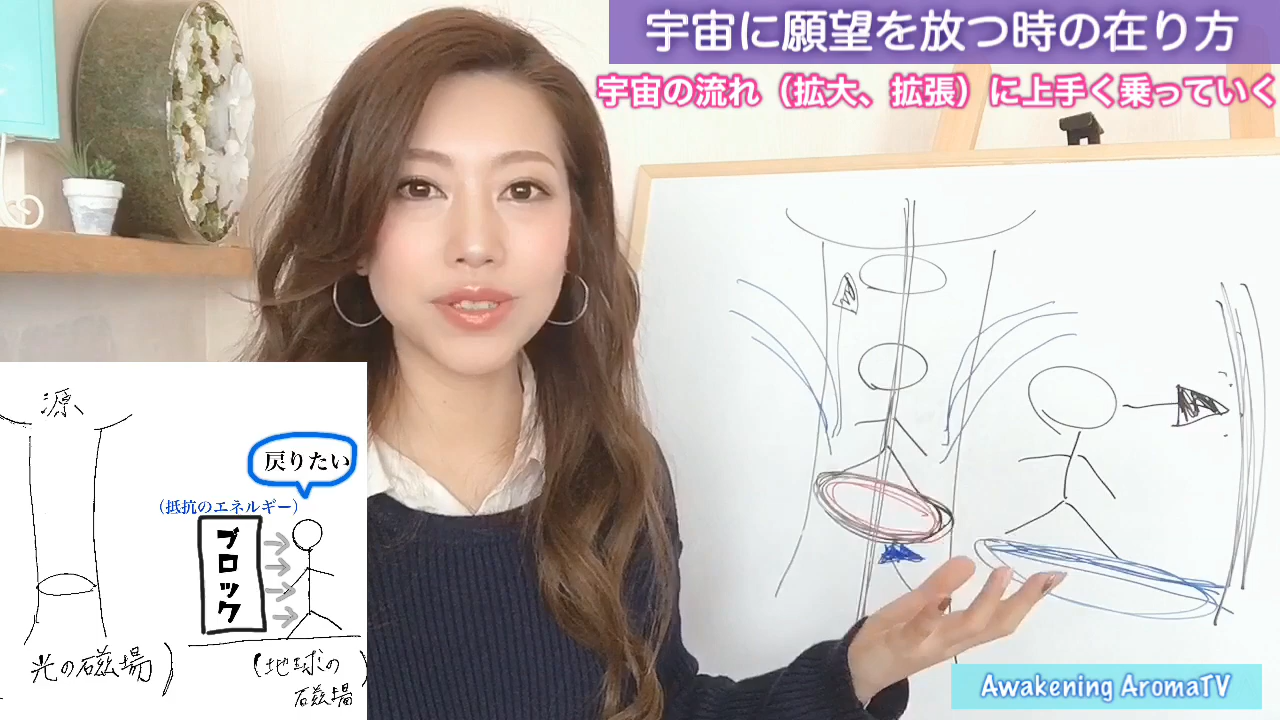 宇宙に願望を放つ時の在り方
宇宙の流れ（拡大、拡張）に上手く乗っていく
源
戻りたい
（抵抗のエネルギー）
ブロック
光の磁場）
（地球の
磁場
Awakening AromaTV